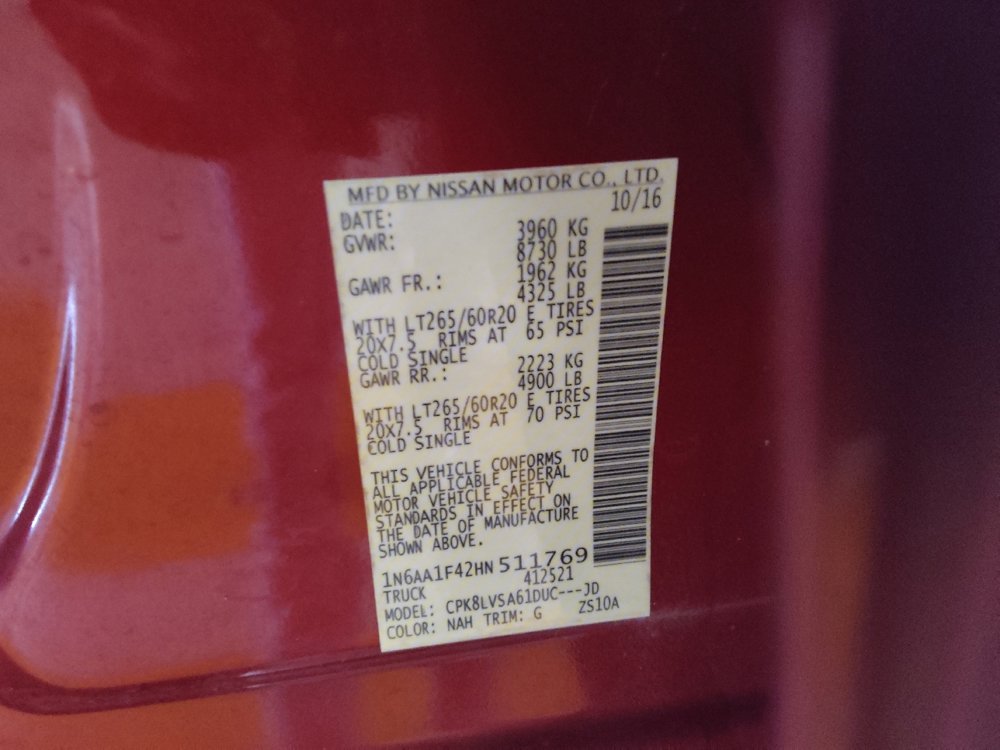 MFD BY NISSAN MOTOR CO., LTD.
DATE: 10/16
GVWR: 3960 KG
8730 LB
GAWR FR.: 1962 KG
4325 LB
WITH LT265/60R20 E TIRES
20X7.5 RIMS AT 65 PSI
COLD SINGLE
GAWR RR.: 2223 KG
4900 LB
WITH LT265/60R20 E TIRES
20X7.5 RIMS AT 70 PSI
COLD SINGLE
THIS VEHICLE CONFORMS TO
ALL APPLICABLE FEDERAL
MOTOR VEHICLE SAFETY
STANDARDS IN EFFECT ON
THE DATE OF MANUFACTURE
SHOWN ABOVE.
1N6AA1F42HN511769
TRUCK 412521
MODEL: CPK8LVSA61DUC---JD
COLOR: NAH TRIM: G ZS10A